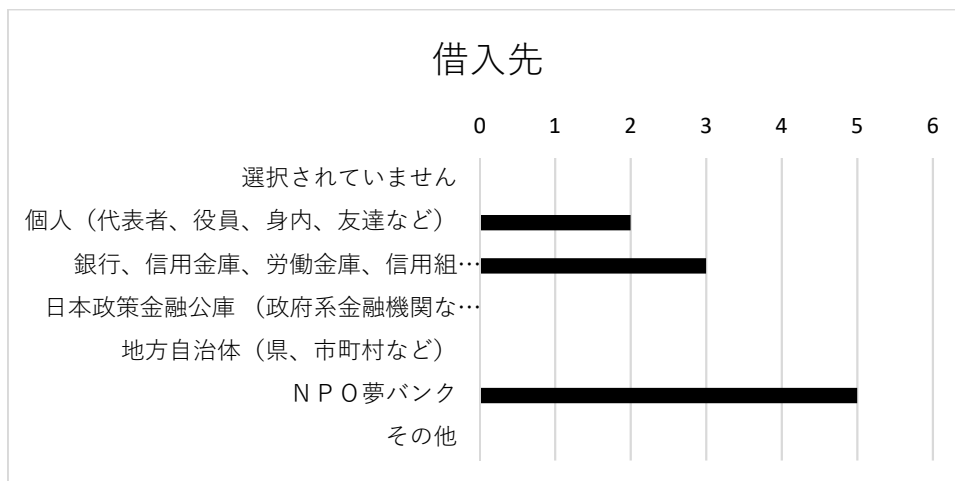 借入先
0 1 2 3 4 5 6
選択されていません
個人（代表者、役員、身内、友達など）
銀行、信用金庫、労働金庫、信用組…
日本政策金融公庫 （政府系金融機関な…
地方自治体（県、市町村など）
ＮＰＯ夢バンク
その他